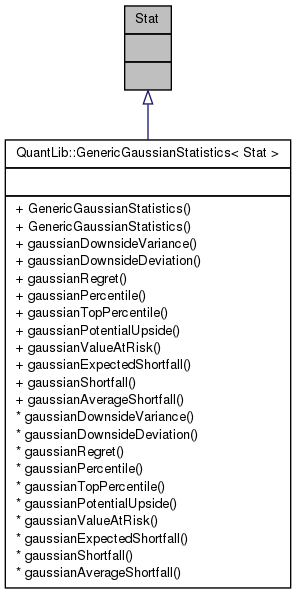 Stat
QuantLib::GenericGaussianStatistics< Stat >
+ GenericGaussianStatistics()
+ GenericGaussianStatistics()
+ gaussianDownsideVariance()
+ gaussianDownsideDeviation()
+ gaussianRegret()
+ gaussianPercentile()
+ gaussianTopPercentile()
+ gaussianPotentialUpside()
+ gaussianValueAtRisk()
+ gaussianExpectedShortfall()
+ gaussianShortfall()
+ gaussianAverageShortfall()
* gaussianDownsideVariance()
* gaussianDownsideDeviation()
* gaussianRegret()
* gaussianPercentile()
* gaussianTopPercentile()
* gaussianPotentialUpside()
* gaussianValueAtRisk()
* gaussianExpectedShortfall()
* gaussianShortfall()
* gaussianAverageShortfall()